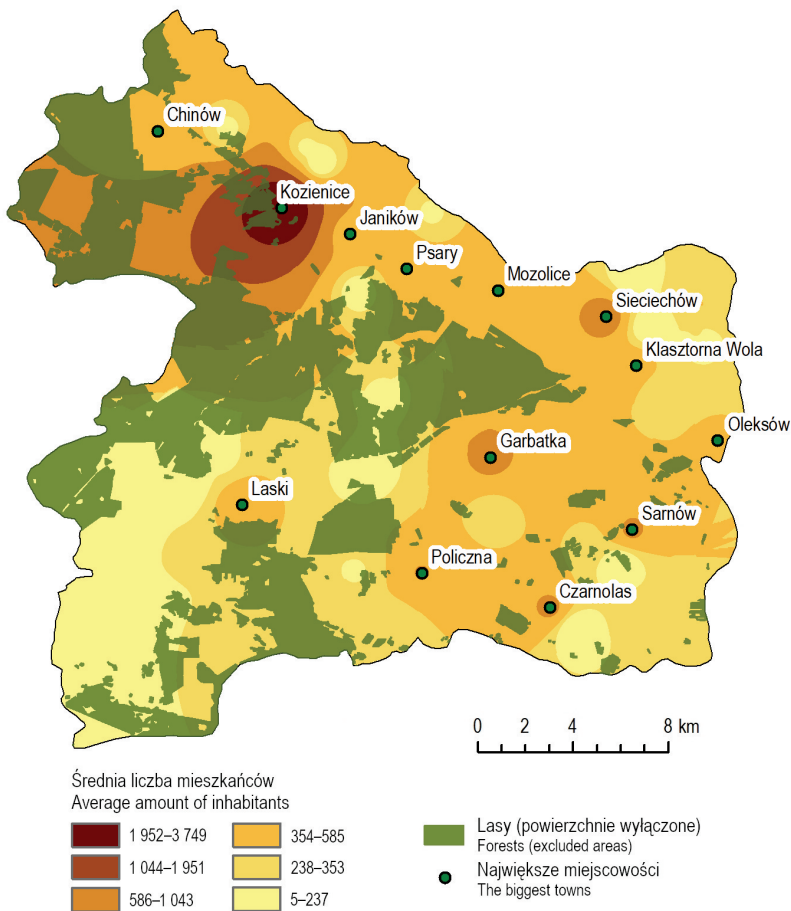 Chinów
Kozienice
Janików
Psary
Mozolice
Sieciechów
Klasztorna Wola
Oleksów
Garbatka
Laski
Sarnów
Policzna
Czarnolas
0 2 4 8 km
Średnia liczba mieszkańców
Average amount of inhabitants
1 952–3 749
1 044–1 951
586–1 043
354–585
238–353
5–237
Lasy (powierzchnie wyłączone)
Forests (excluded areas)
Największe miejscowości
The biggest towns